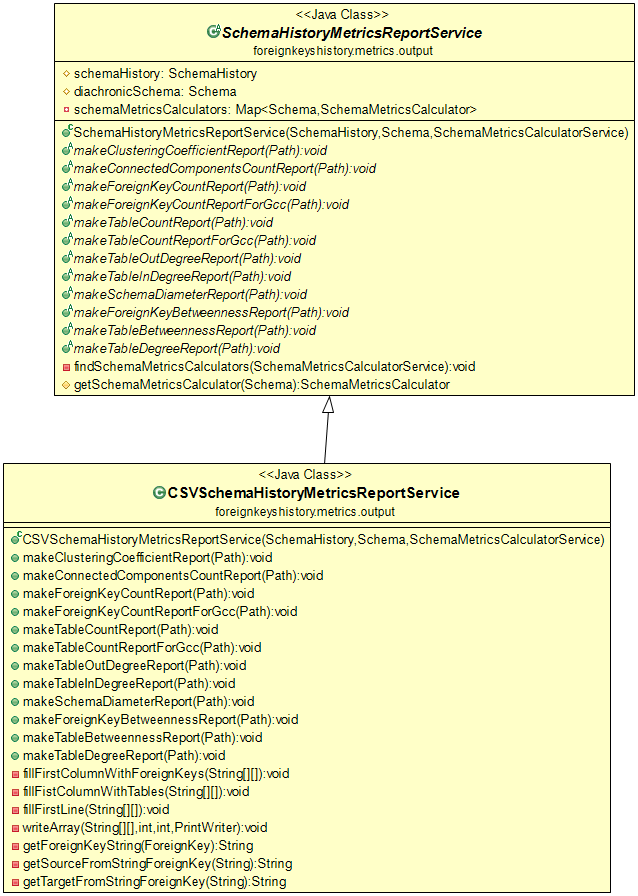 <<Java Class>>
SchemaHistoryMetricsReportService
foreignkeyshistory.metrics.output
schemaHistory: SchemaHistory
diachronicSchema: Schema
schemaMetricsCalculators: Map<Schema,SchemaMetricsCalculator>
SchemaHistoryMetricsReportService(SchemaHistory,Schema,SchemaMetricsCalculatorService)
makeClusteringCoefficientReport(Path):void
makeConnectedComponentsCountReport(Path):void
makeForeignKeyCountReport(Path):void
makeForeignKeyCountReportForGcc(Path):void
makeTableCountReport(Path):void
makeTableCountReportForGcc(Path):void
makeTableOutDegreeReport(Path):void
makeTableInDegreeReport(Path):void
makeSchemaDiameterReport(Path):void
makeForeignKeyBetweennessReport(Path):void
makeTableBetweennessReport(Path):void
makeTableDegreeReport(Path):void
findSchemaMetricsCalculators(SchemaMetricsCalculatorService):void
getSchemaMetricsCalculator(Schema):SchemaMetricsCalculator
<<Java Class>>
CSVSchemaHistoryMetricsReportService
foreignkeyshistory.metrics.output
CSVSchemaHistoryMetricsReportService(SchemaHistory,Schema,SchemaMetricsCalculatorService)
makeClusteringCoefficientReport(Path):void
makeConnectedComponentsCountReport(Path):void
makeForeignKeyCountReport(Path):void
makeForeignKeyCountReportForGcc(Path):void
makeTableCountReport(Path):void
makeTableCountReportForGcc(Path):void
makeTableOutDegreeReport(Path):void
makeTableInDegreeReport(Path):void
makeSchemaDiameterReport(Path):void
makeForeignKeyBetweennessReport(Path):void
makeTableBetweennessReport(Path):void
makeTableDegreeReport(Path):void
fillFirstColumnWithForeignKeys(String[][]):void
fillFistColumnWithTables(String[][]):void
fillFirstLine(String[][]):void
writeArray(String[][],int,int,PrintWriter):void
getForeignKeyString(ForeignKey):String
getSourceFromStringForeignKey(String):String
getTargetFromStringForeignKey(String):String